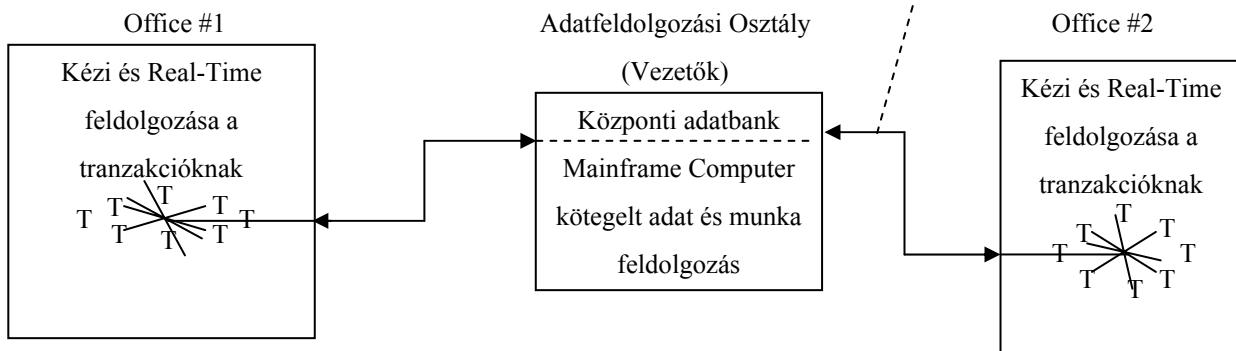 Office #1
Adatfeldolgozási Osztály
(Vezetők)
Office #2
Kézi és Real-Time
feldolgozása a
tranzakcióknak
T
T
T
T
T
T
T
T
T
Központi adatbank
Mainframe Computer
kötegelt adat és munka
feldolgozás
Kézi és Real-Time
feldolgozása a
tranzakcióknak
T
T
T
T
T
T
T
T